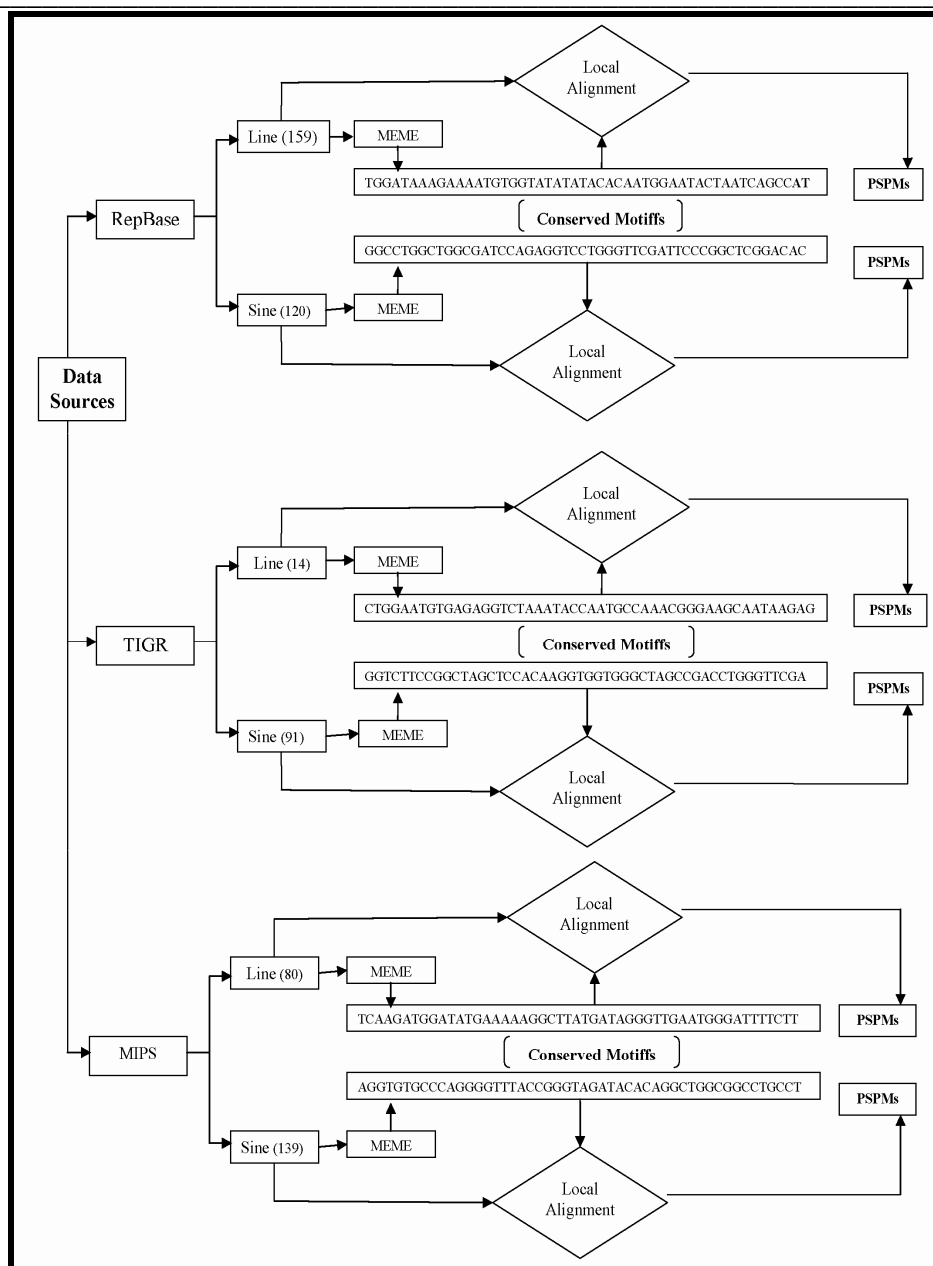 Local
Alignment
Line (159)
MEME
TGGATAAAGAAAATGTGGTATATATACACAATGGAATACTAATCAGCCAT
PSPMs
RepBase
Conserved Motiffs
GGCCTGGCTGGCGATCCAGAGGTCCTGGGTTCGATTCCCGGCTCGGACAC
PSPMs
Sine (120)
MEME
Local
Alignment
Data
Sources
Local
Alignment
Line (14)
MEME
CTGGAATGTGAGAGGTCTAAATACCAATGCCAAACGGGAAGCAATAAGAG
PSPMs
TIGR
Conserved Motiffs
GGTCTTCCGGCTAGCTCCACAAGGTGGTGGGCTAGCCGACCTGGGTTCGA
PSPMs
Sine (91)
MEME
Local
Alignment
Local
Alignment
Line (80)
MEME
TCAAGATGGATATGAAAAAGGCTTATGATAGGGTTGAATGGGATTTTCTT
PSPMs
MIPS
Conserved Motiffs
AGGTGTGCCCAGGGGTTTACCGGGTAGATACACAGGCTGGCGGCCTGCCT
PSPMs
Sine (139)
MEME
Local
Alignment